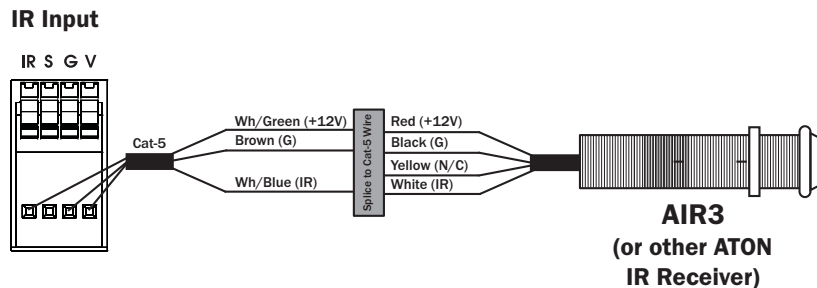 IR Input
IR S G V
Cat-5
Wh/Green (+12V)
Brown (G)
Wh/Blue (IR)
Splice to Cat-5 Wire
Red (+12V)
Black (G)
Yellow (N/C)
White (IR)
AIR3
(or other ATON
IR Receiver)